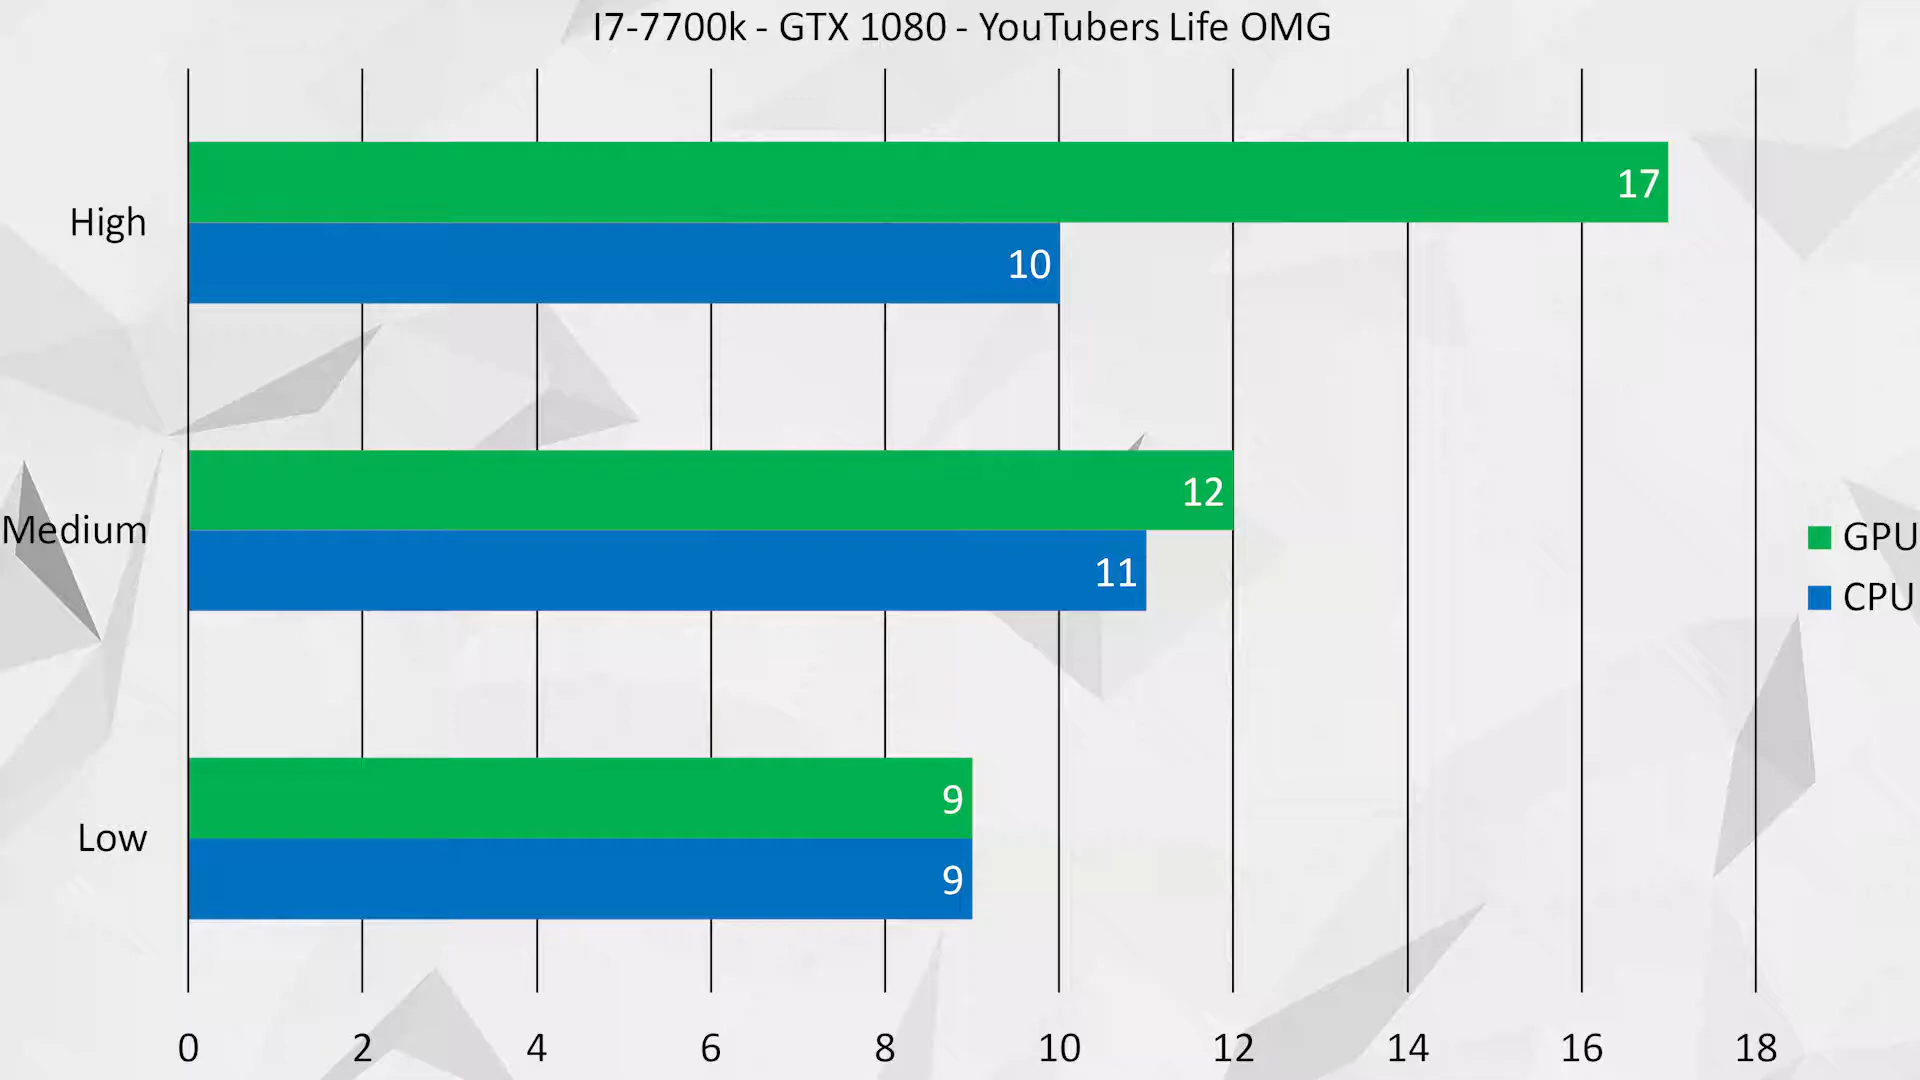 I7-7700k - GTX 1080 - YouTubers Life OMG
High
17
10
Medium
12
11
Low
9
9
GPU
CPU
0 2 4 6 8 10 12 14 16 18